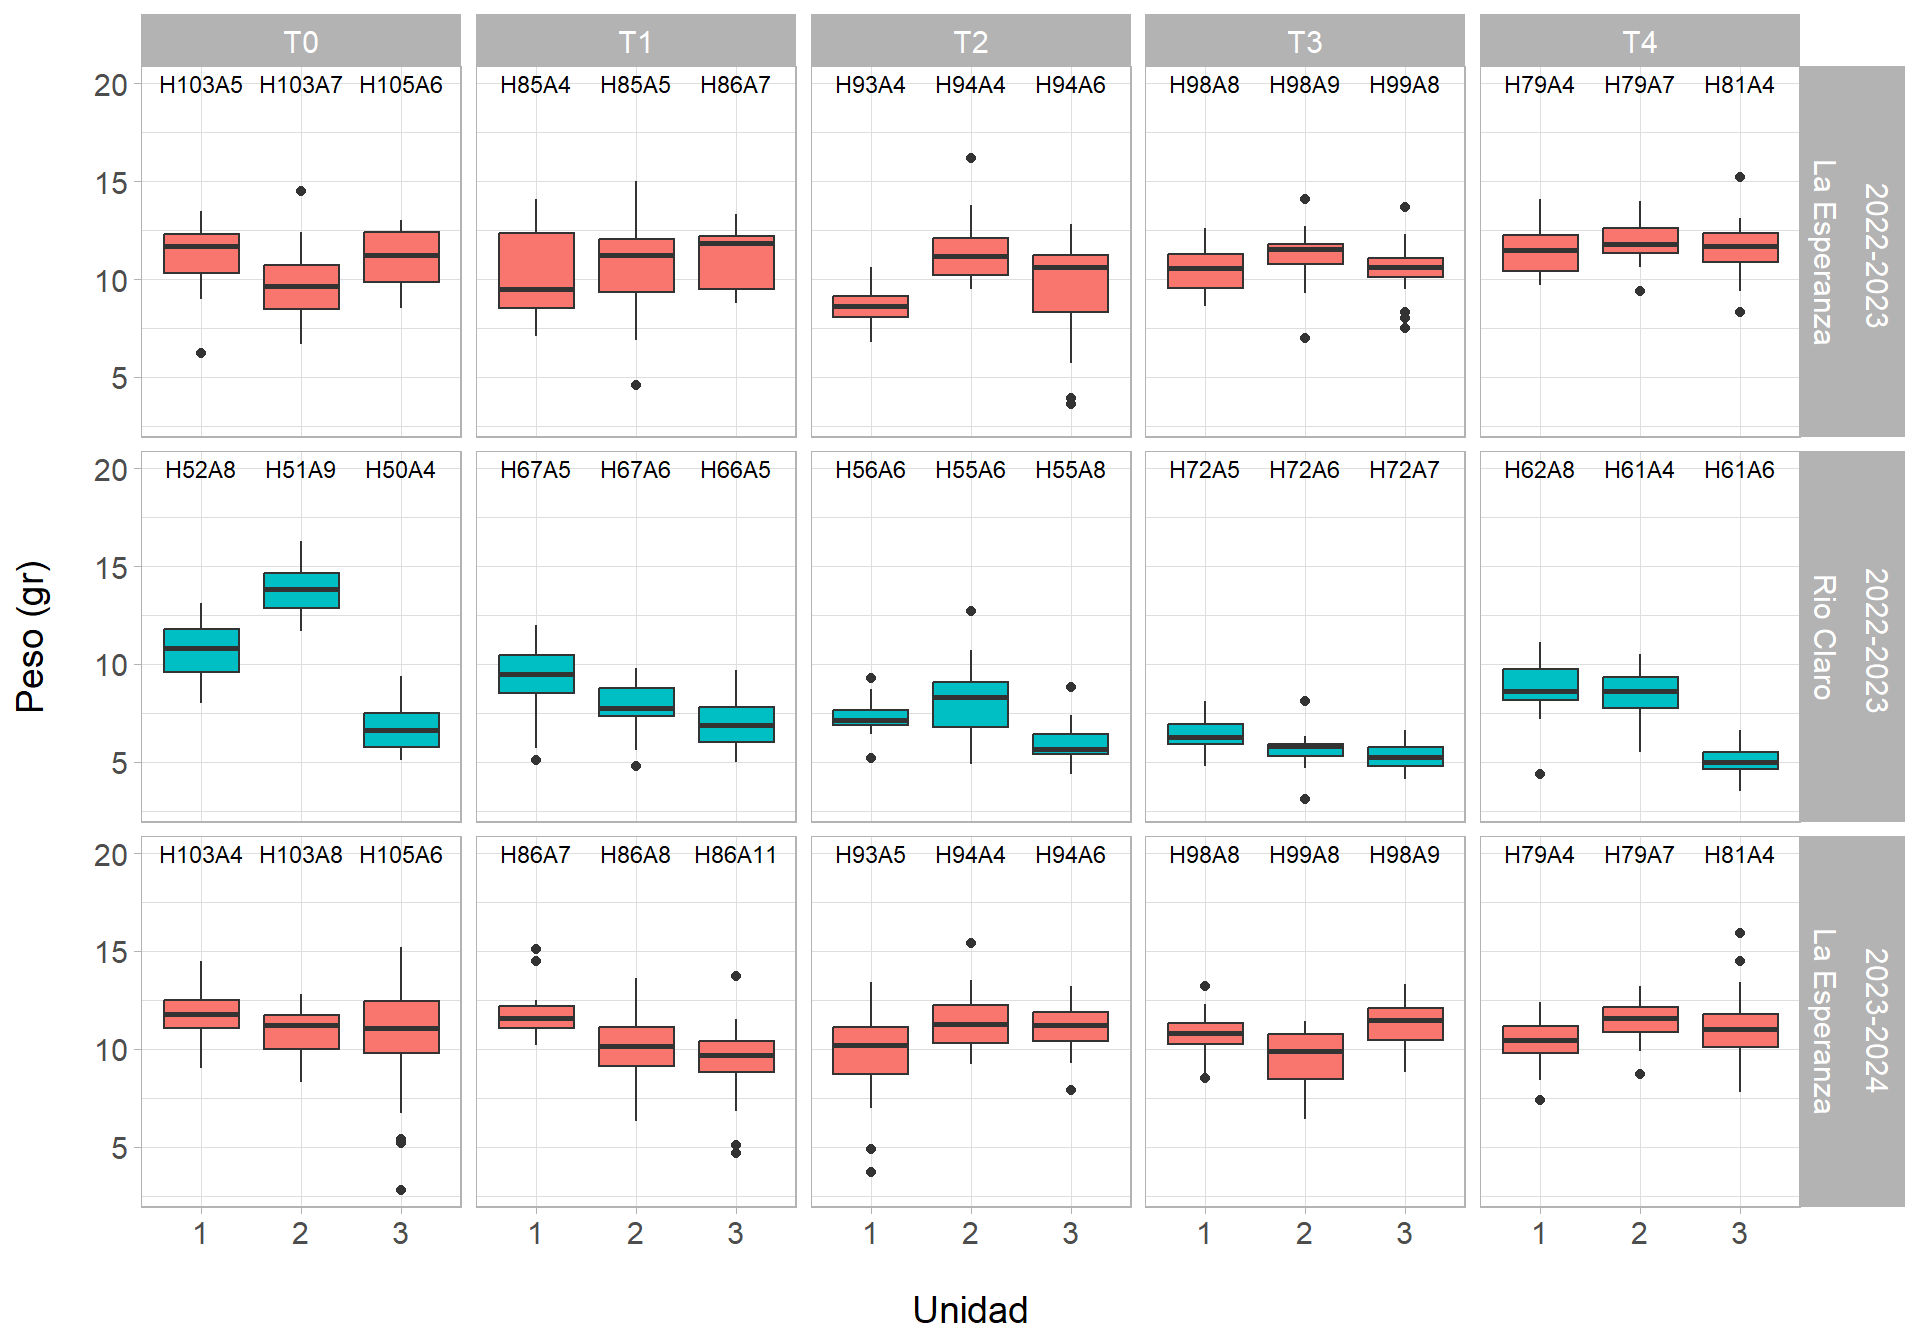 T0 T1 T2 T3 T4
20 H103A5 H103A7 H105A6 H85A4 H85A5 H86A7 H93A4 H94A4 H94A6 H98A8 H98A9 H99A8 H79A4 H79A7 H81A4
15
10
5
2022-2023
La Esperanza
20 H52A8 H51A9 H50A4 H67A5 H67A6 H66A5 H56A6 H55A6 H55A8 H72A5 H72A6 H72A7 H62A8 H61A4 H61A6
15
10
5
2022-2023
Rio Claro
Peso (gr)
20 H103A4 H103A8 H105A6 H86A7 H86A8 H86A11 H93A5 H94A4 H94A6 H98A8 H99A8 H98A9 H79A4 H79A7 H81A4
15
10
5
2023-2024
La Esperanza
1 2 3 1 2 3 1 2 3 1 2 3 1 2 3
Unidad